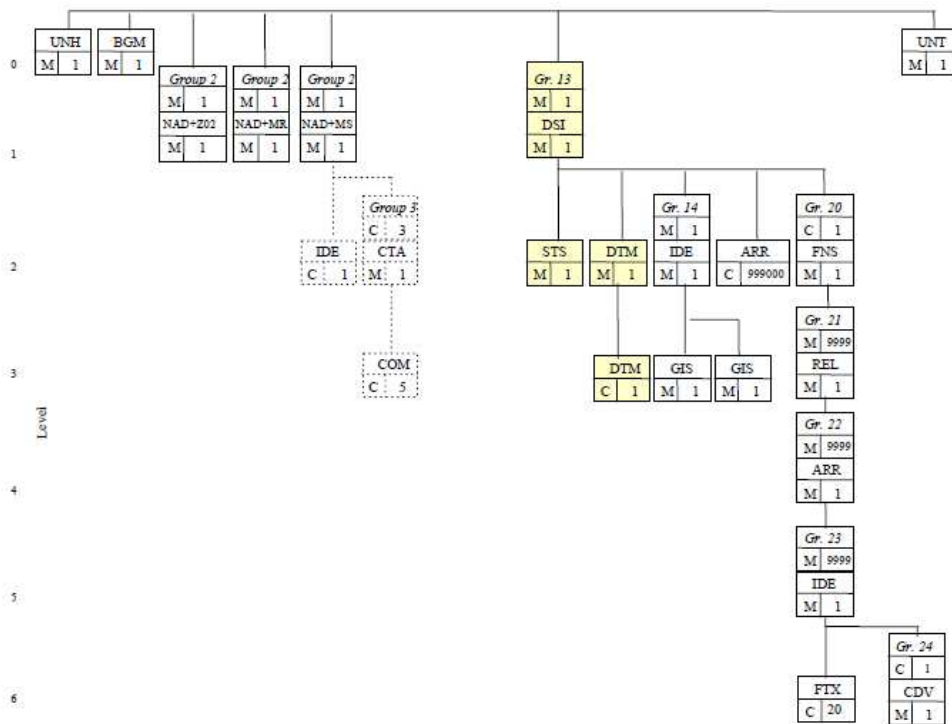 UNH BGM UNT
0 M 1 M 1 M 1
Group 2 Group 2 Group 2 Gr. 13
M 1 M 1 M 1 M 1
NAD+Z02 NAD+MR NAD+MS DSI
1 M 1 M 1 M 1 M 1
Group 3 Gr. 14 Gr. 20
C 3 M 1 C 1
IDE CTA STS DTM IDE ARR FNS
2 C 1 M 1 M 1 M 1 M 1 C 999000 M 1
Gr. 21
M 9999
COM DTM GIS GIS REL
3 C 5 C 1 M 1 M 1 M 1
Level
Gr. 22
M 9999
ARR
4 M 1
Gr. 23
M 9999
IDE
5 M 1
Gr. 24
C 1
FTX CDV
6 C 20 M 1